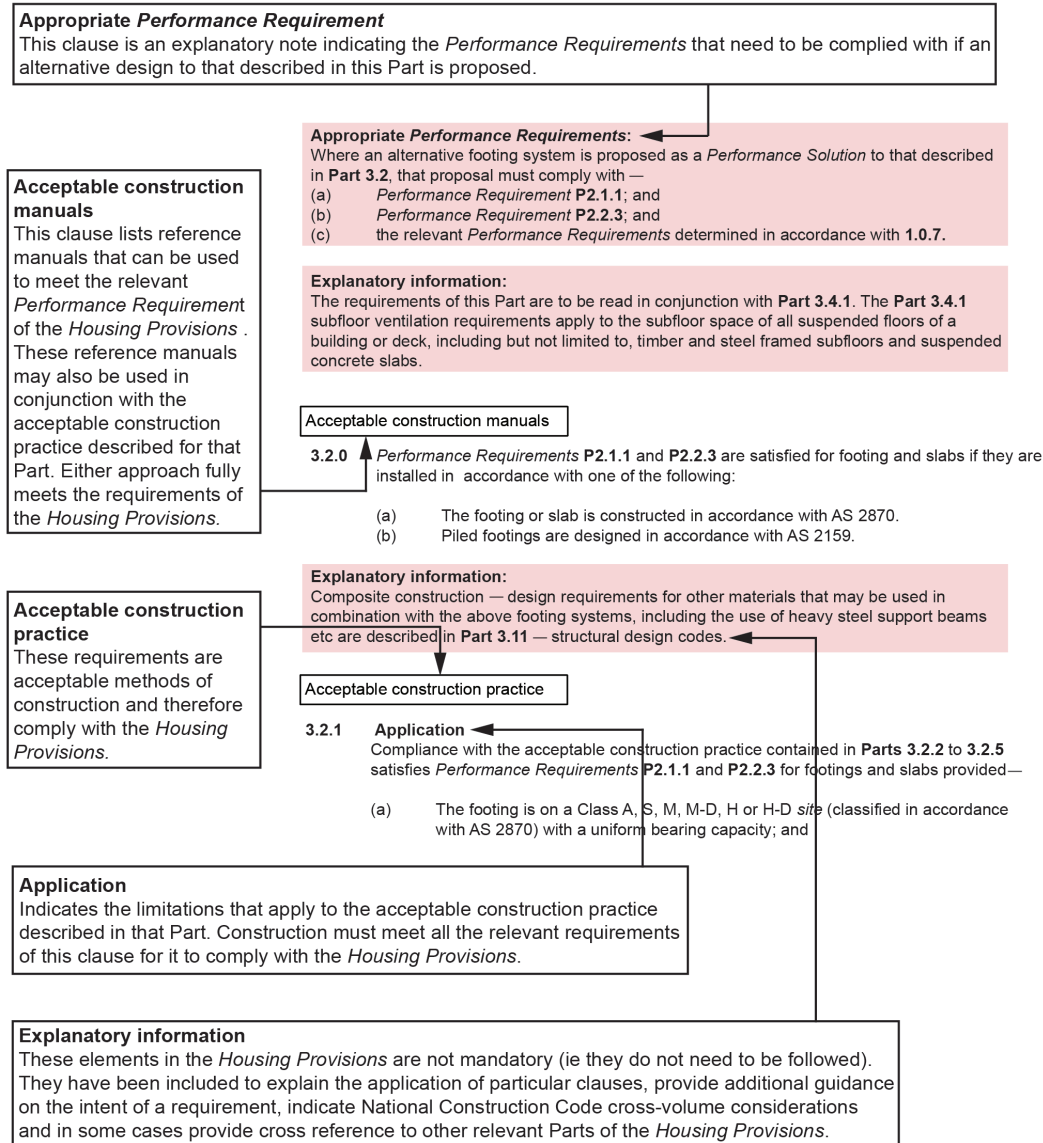 Appropriate Performance Requirement
This clause is an explanatory note indicating the Performance Requirements that need to be complied with if an
alternative design to that described in this Part is proposed.
Appropriate Performance Requirements:
Where an alternative footing system is proposed as a Performance Solution to that described
in Part 3.2, that proposal must comply with —
(a) Performance Requirement P2.1.1; and
(b) Performance Requirement P2.2.3; and
(c) the relevant Performance Requirements determined in accordance with 1.0.7.
Acceptable construction
manuals
This clause lists reference
manuals that can be used
to meet the relevant
Performance Requirement
of the Housing Provisions .
These reference manuals
may also be used in
conjunction with the
acceptable construction
practice described for that
Part. Either approach fully
meets the requirements of
the Housing Provisions.
Explanatory information:
The requirements of this Part are to be read in conjunction with Part 3.4.1. The Part 3.4.1
subfloor ventilation requirements apply to the subfloor space of all suspended floors of a
building or deck, including but not limited to, timber and steel framed subfloors and suspended
concrete slabs.
Acceptable construction manuals
3.2.0 Performance Requirements P2.1.1 and P2.2.3 are satisfied for footing and slabs if they are
installed in accordance with one of the following:
(a) The footing or slab is constructed in accordance with AS 2870.
(b) Piled footings are designed in accordance with AS 2159.
Explanatory information:
Composite construction — design requirements for other materials that may be used in
combination with the above footing systems, including the use of heavy steel support beams
etc are described in Part 3.11 — structural design codes.
Acceptable construction
practice
These requirements are
acceptable methods of
construction and therefore
comply with the Housing
Provisions.
Acceptable construction practice
3.2.1 Application
Compliance with the acceptable construction practice contained in Parts 3.2.2 to 3.2.5
satisfies Performance Requirements P2.1.1 and P2.2.3 for footings and slabs provided—
(a) The footing is on a Class A, S, M, M-D, H or H-D site (classified in accordance
with AS 2870) with a uniform bearing capacity; and
Application
Indicates the limitations that apply to the acceptable construction practice
described in that Part. Construction must meet all the relevant requirements
of this clause for it to comply with the Housing Provisions.
Explanatory information
These elements in the Housing Provisions are not mandatory (ie they do not need to be followed).
They have been included to explain the application of particular clauses, provide additional guidance
on the intent of a requirement, indicate National Construction Code cross-volume considerations
and in some cases provide cross reference to other relevant Parts of the Housing Provisions.